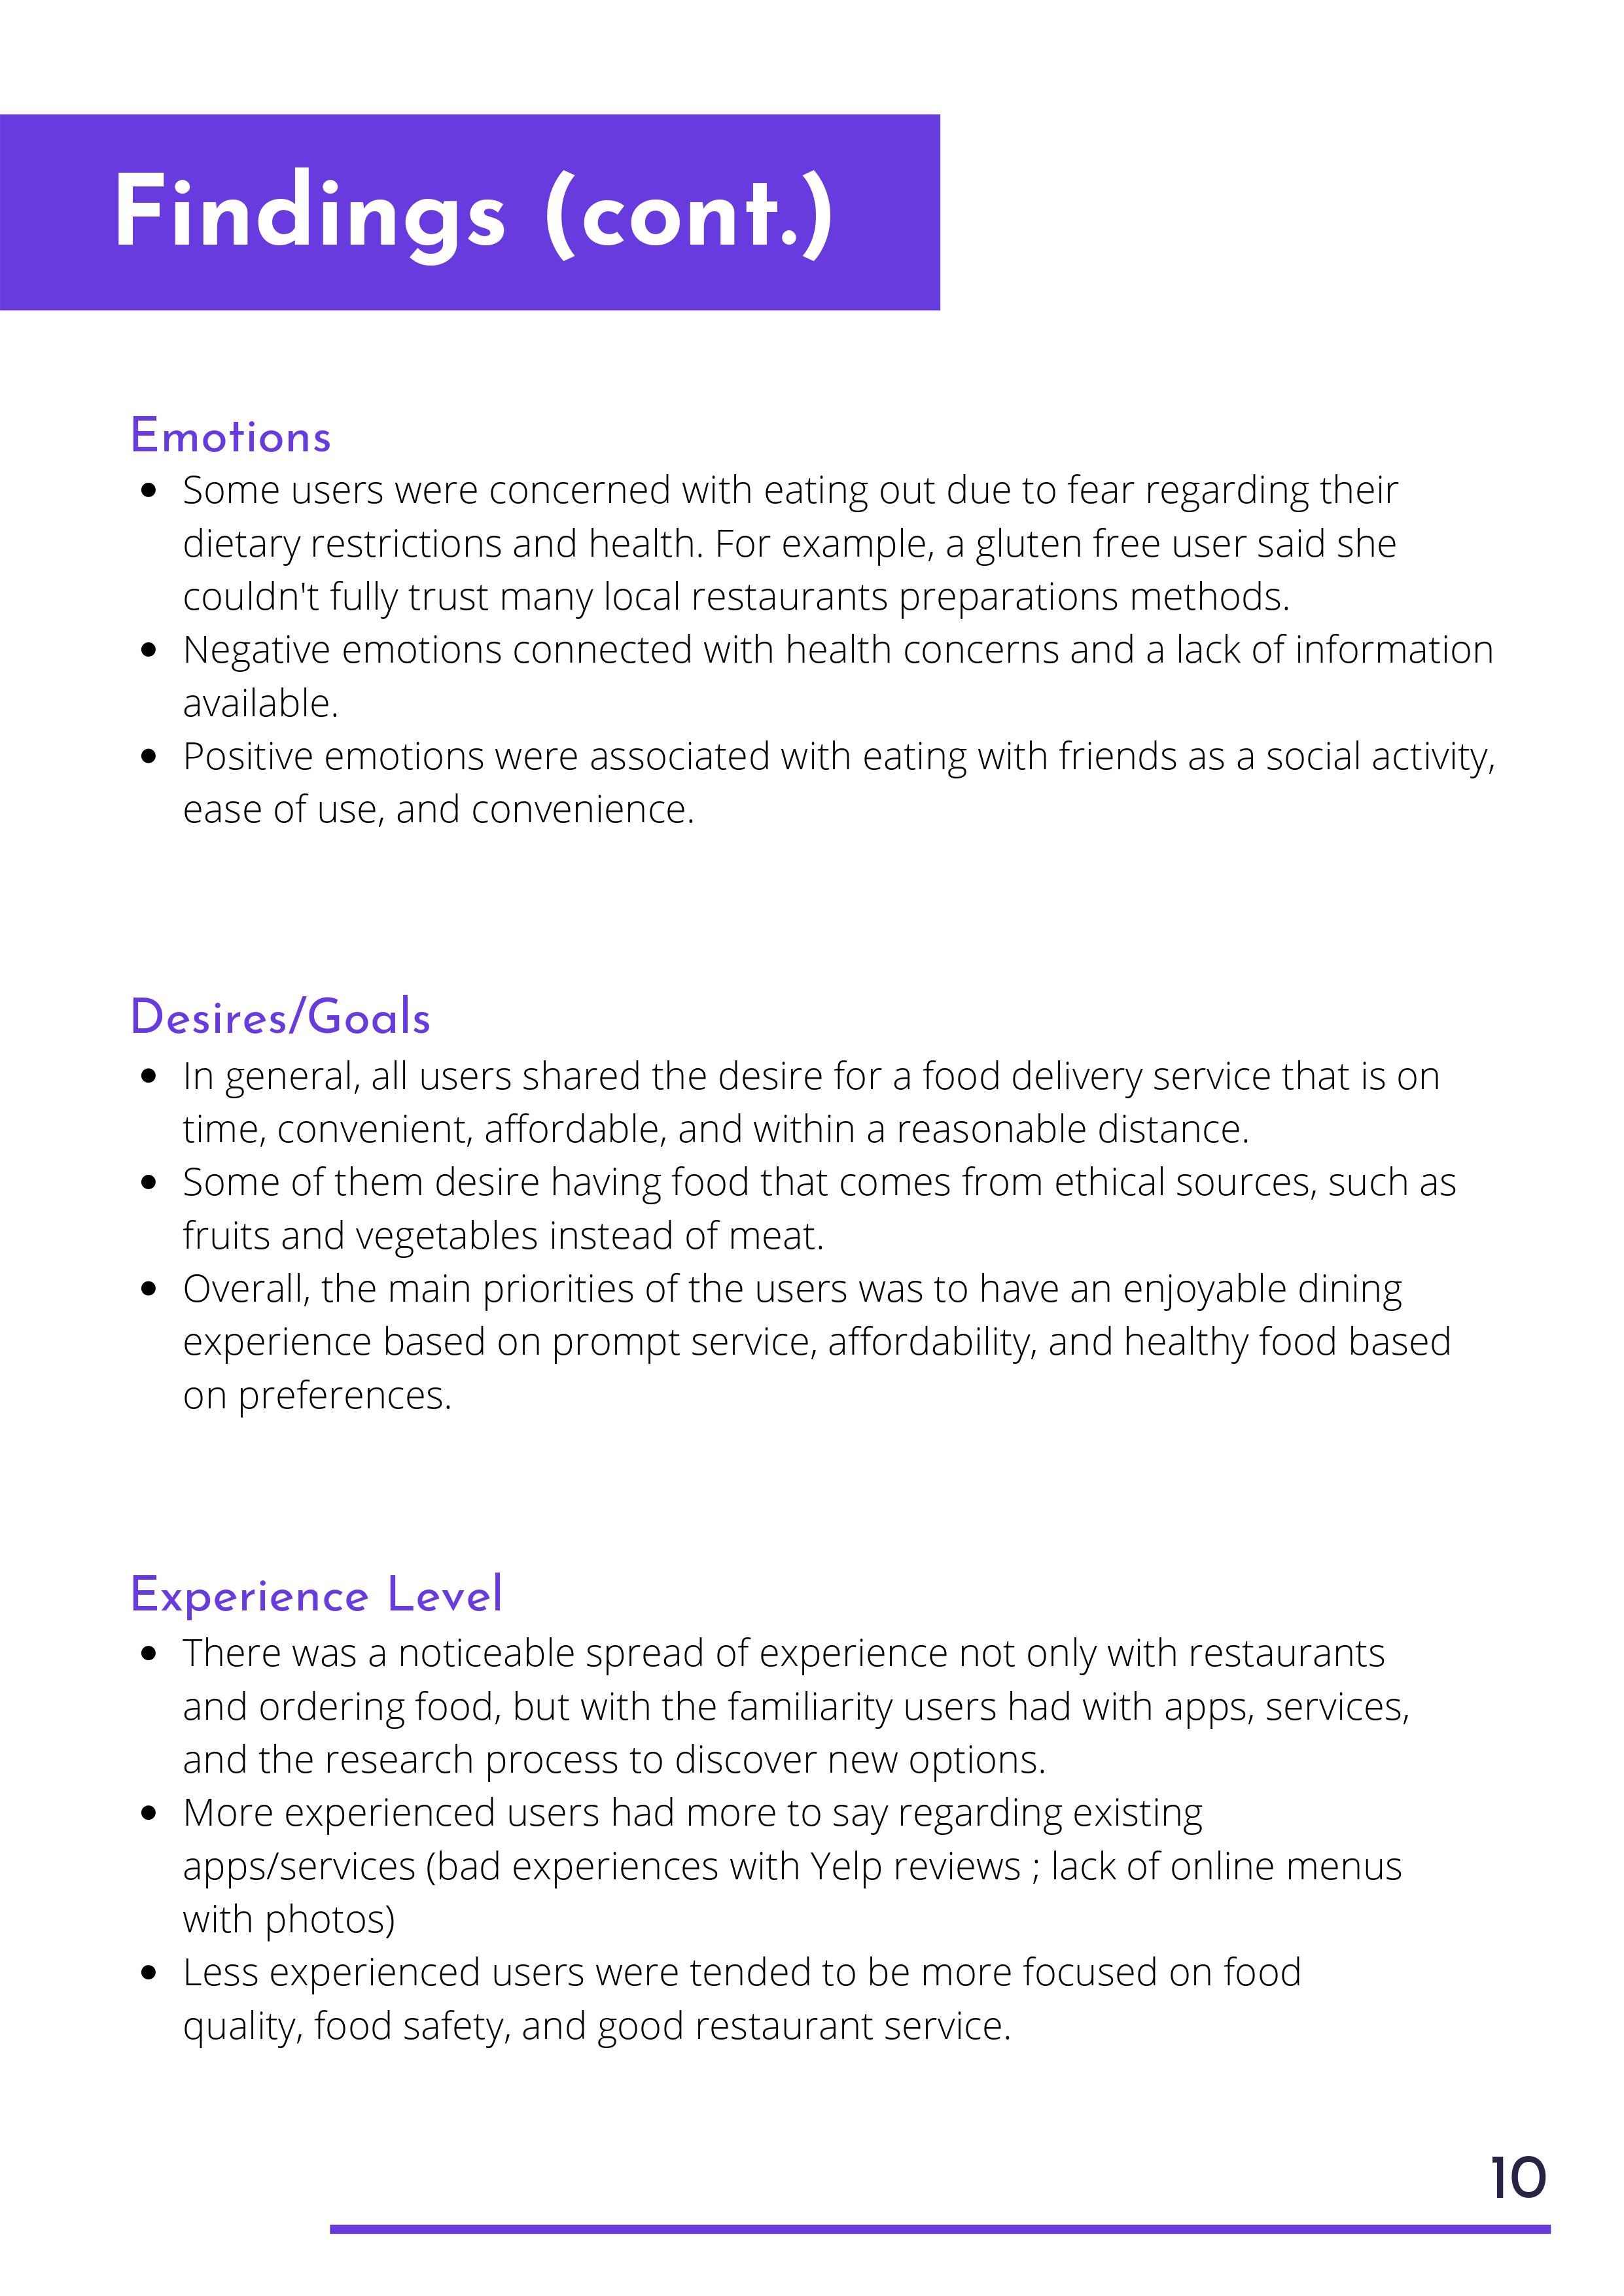 Findings (cont.)
Emotions
• Some users were concerned with eating out due to fear regarding their
dietary restrictions and health. For example, a gluten free user said she
couldn't fully trust many local restaurants preparations methods.
• Negative emotions connected with health concerns and a lack of information
available.
• Positive emotions were associated with eating with friends as a social activity,
ease of use, and convenience.
Desires/Goals
• In general, all users shared the desire for a food delivery service that is on
time, convenient, affordable, and within a reasonable distance.
• Some of them desire having food that comes from ethical sources, such as
fruits and vegetables instead of meat.
• Overall, the main priorities of the users was to have an enjoyable dining
experience based on prompt service, affordability, and healthy food based
on preferences.
Experience Level
• There was a noticeable spread of experience not only with restaurants
and ordering food, but with the familiarity users had with apps, services,
and the research process to discover new options.
• More experienced users had more to say regarding existing
apps/services (bad experiences with Yelp reviews ; lack of online menus
with photos)
• Less experienced users were tended to be more focused on food
quality, food safety, and good restaurant service.
10